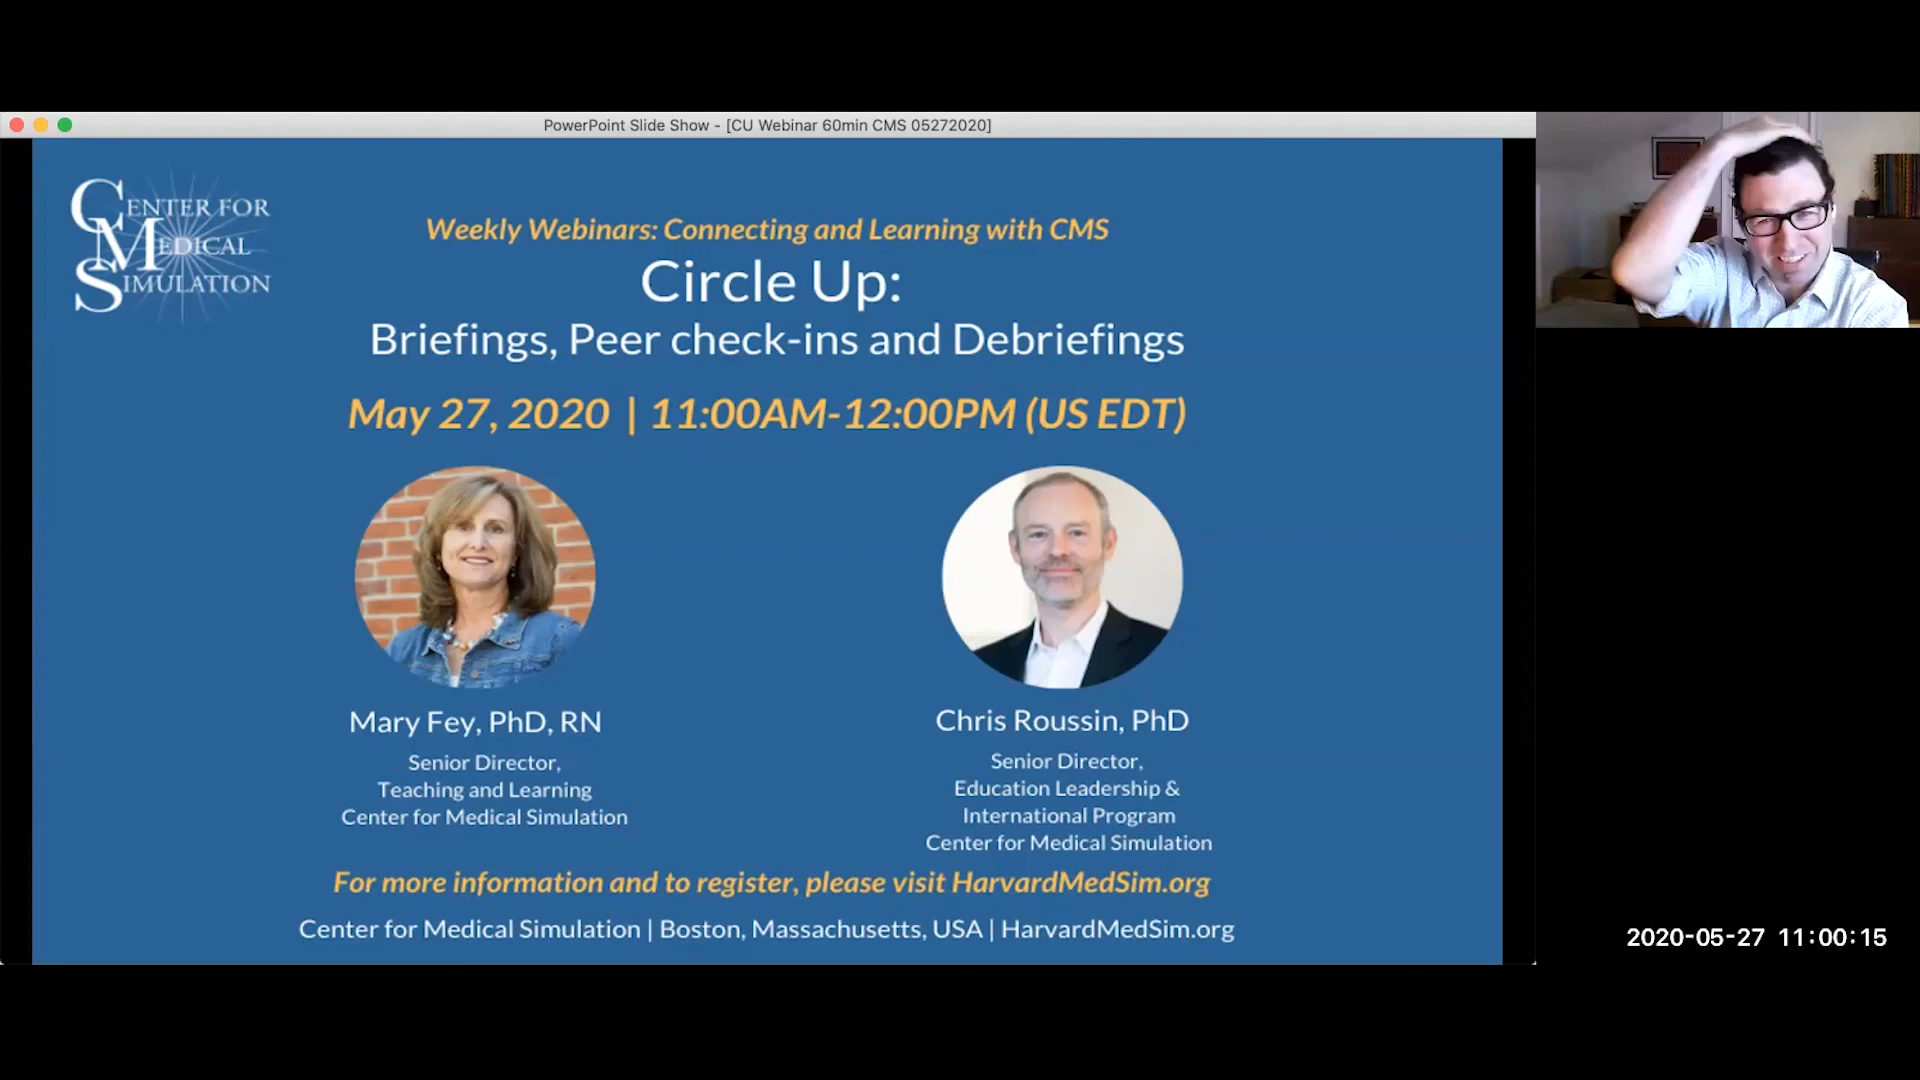 PowerPoint Slide Show - [CU Webinar 60min CMS 05272020]
CENTER FOR
MEDICAL
SIMULATION
Weekly Webinars: Connecting and Learning with CMS
Circle Up:
Briefings, Peer check-ins and Debriefings
May 27, 2020 | 11:00AM-12:00PM (US EDT)
Mary Fey, PhD, RN
Senior Director,
Teaching and Learning
Center for Medical Simulation
Chris Roussin, PhD
Senior Director,
Education Leadership &
International Program
Center for Medical Simulation
For more information and to register, please visit HarvardMedSim.org
Center for Medical Simulation | Boston, Massachusetts, USA | HarvardMedSim.org
2020-05-27 11:00:15